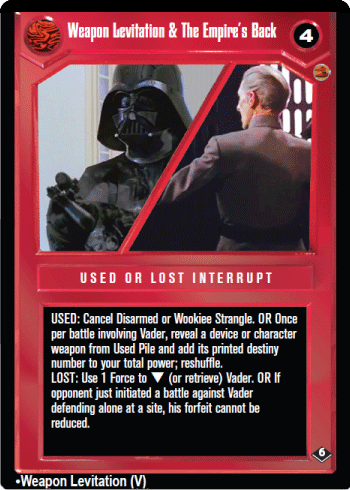 Weapon Levitation & The Empire's Back
4
USED OR LOST INTERRUPT
USED: Cancel Disarmed or Wookiee Strangle. OR Once
per battle involving Vader, reveal a device or character
weapon from Used Pile and add its printed destiny
number to your total power; reshuffle.
LOST: Use 1 Force to ▼ (or retrieve) Vader. OR If
opponent just initiated a battle against Vader
defending alone at a site, his forfeit cannot be
reduced.
6
•Weapon Levitation (V)